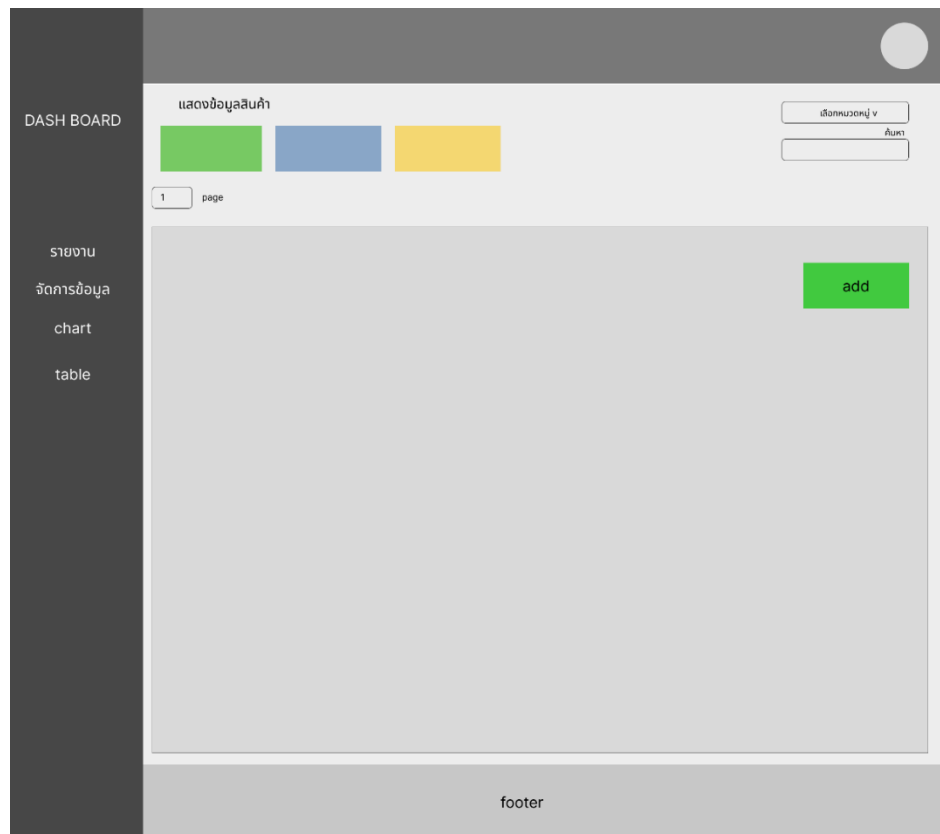 DASH BOARD
รายงาน
จัดการข้อมูล
chart
table
แสดงข้อมูลสินค้า
เลือกหมวดหมู่ v
ค้นหา
1 page
add
footer